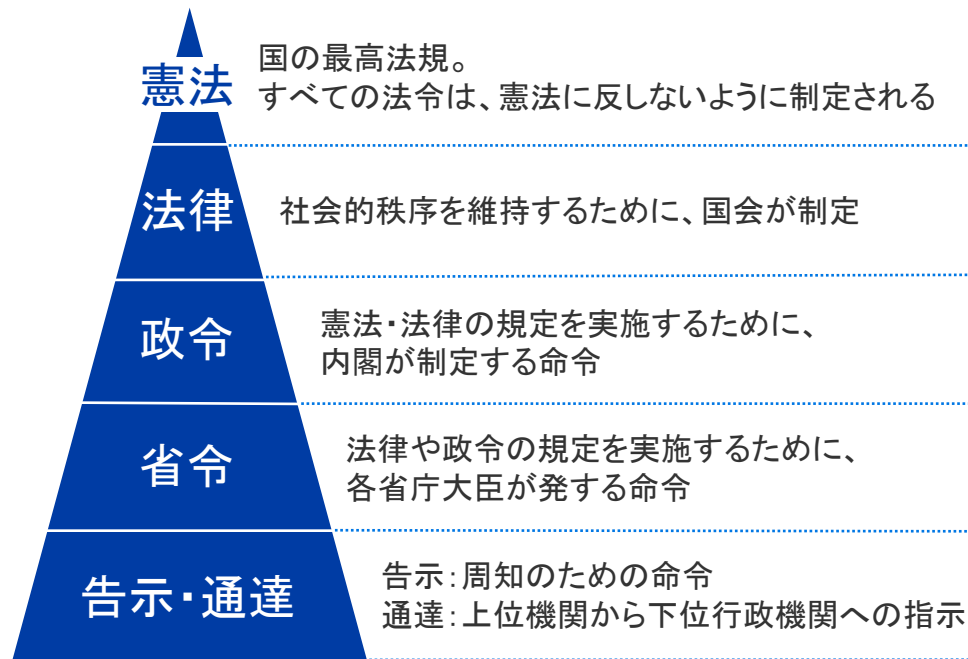 憲法
国の最高法規。
すべての法令は、憲法に反しないように制定される
法律
社会的秩序を維持するために、国会が制定
政令
憲法・法律の規定を実施するために、
内閣が制定する命令
省令
法律や政令の規定を実施するために、
各省庁大臣が発する命令
告示・通達
告示：周知のための命令
通達：上位機関から下位行政機関への指示